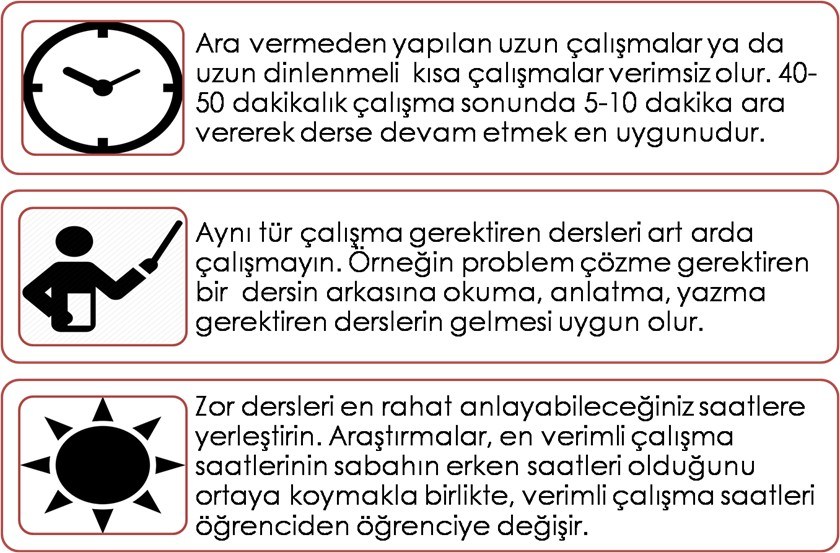 Ara vermeden yapılan uzun çalışmalar ya da
uzun dinlenmeli kısa çalışmalar verimsiz olur. 40-
50 dakikalık çalışma sonunda 5-10 dakika ara
vererek derse devam etmek en uygunudur.
Aynı tür çalışma gerektiren dersleri art arda
çalışmayın. Örneğin problem çözme gerektiren
bir dersin arkasına okuma, anlatma, yazma
gerektiren derslerin gelmesi uygun olur.
Zor dersleri en rahat anlayabileceğiniz saatlere
yerleştirin. Araştırmalar, en verimli çalışma
saatlerinin sabahın erken saatleri olduğunu
ortaya koymakla birlikte, verimli çalışma saatleri
öğrenciden öğrenciye değişir.